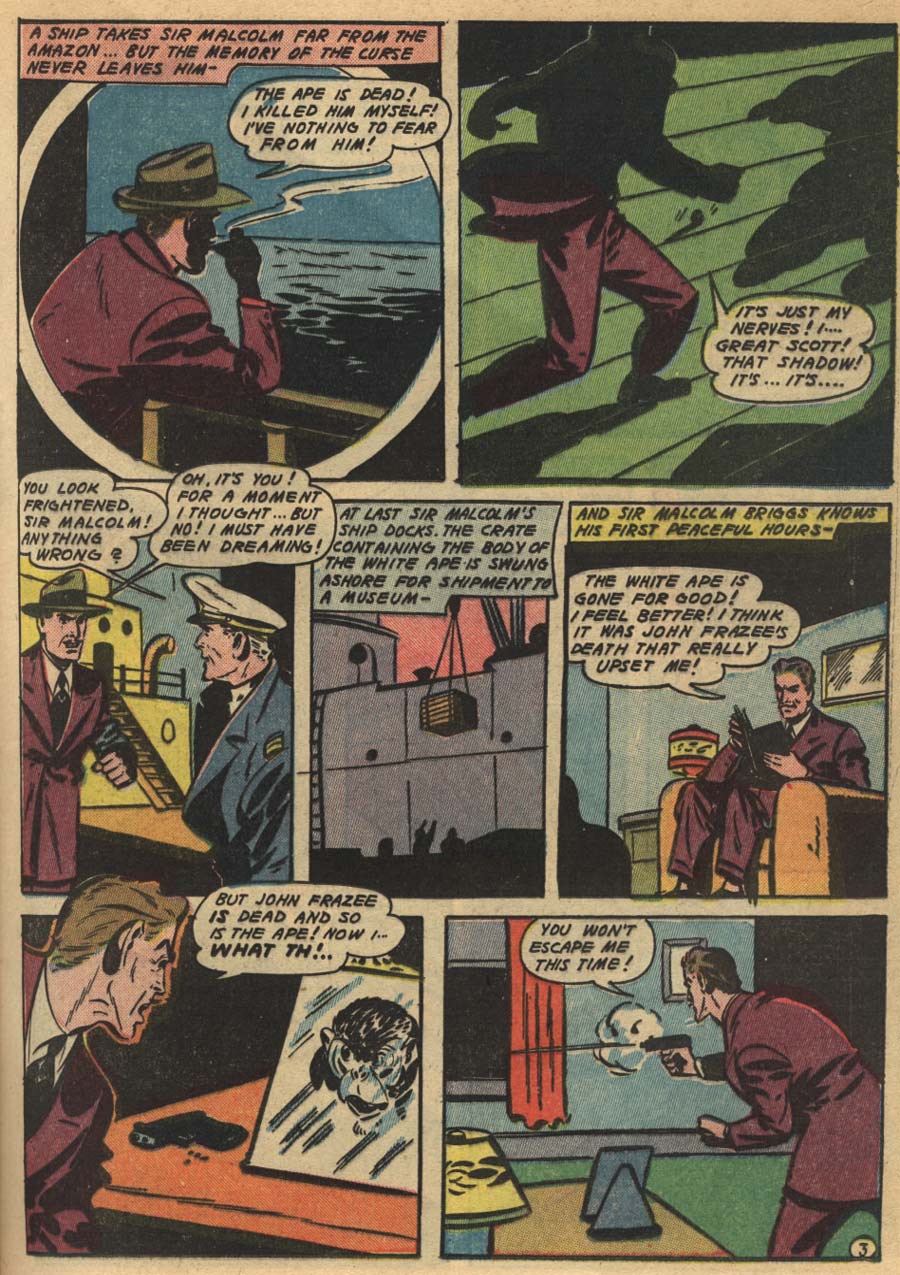 A SHIP TAKES SIR MALCOLM FAR FROM THE
AMAZON... BUT THE MEMORY OF THE CURSE
NEVER LEAVES HIM-
THE APE IS DEAD!
I KILLED HIM MYSELF!
I'VE NOTHING TO FEAR
FROM HIM!
IT'S JUST MY
NERVES! I....
GREAT SCOTT!
THAT SHADOW!
IT'S... IT'S....
YOU LOOK
FRIGHTENED,
SIR MALCOLM!
ANYTHING
WRONG?
OH, IT'S YOU!
FOR A MOMENT
I THOUGHT... BUT
NO! I MUST HAVE
BEEN DREAMING!
AT LAST SIR MALCOLM'S
SHIP DOCKS. THE CRATE
CONTAINING THE BODY OF
THE WHITE APE IS SWUNG
ASHORE FOR SHIPMENT TO
A MUSEUM-
AND SIR MALCOLM BRIGGS KNOWS
HIS FIRST PEACEFUL HOURS-
THE WHITE APE IS
GONE FOR GOOD!
I FEEL BETTER! I THINK
IT WAS JOHN FRAZEE'S
DEATH THAT REALLY
UPSET ME!
BUT JOHN FRAZEE
IS DEAD AND SO
IS THE APE! NOW I--
WHAT TH!..
YOU WON'T
ESCAPE ME
THIS TIME!
3